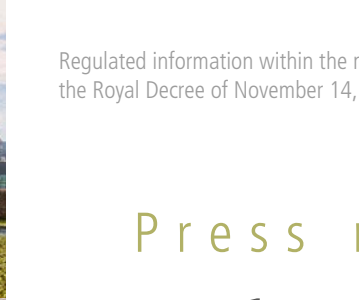 Regulated information within the
the Royal Decree of November 14,
Press